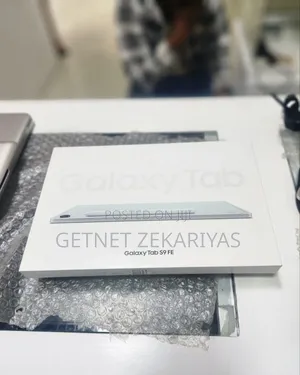 Galaxy Tab
POSTED ON Jiji
GETNET ZEKARIYAS
Galaxy Tab S9 FE